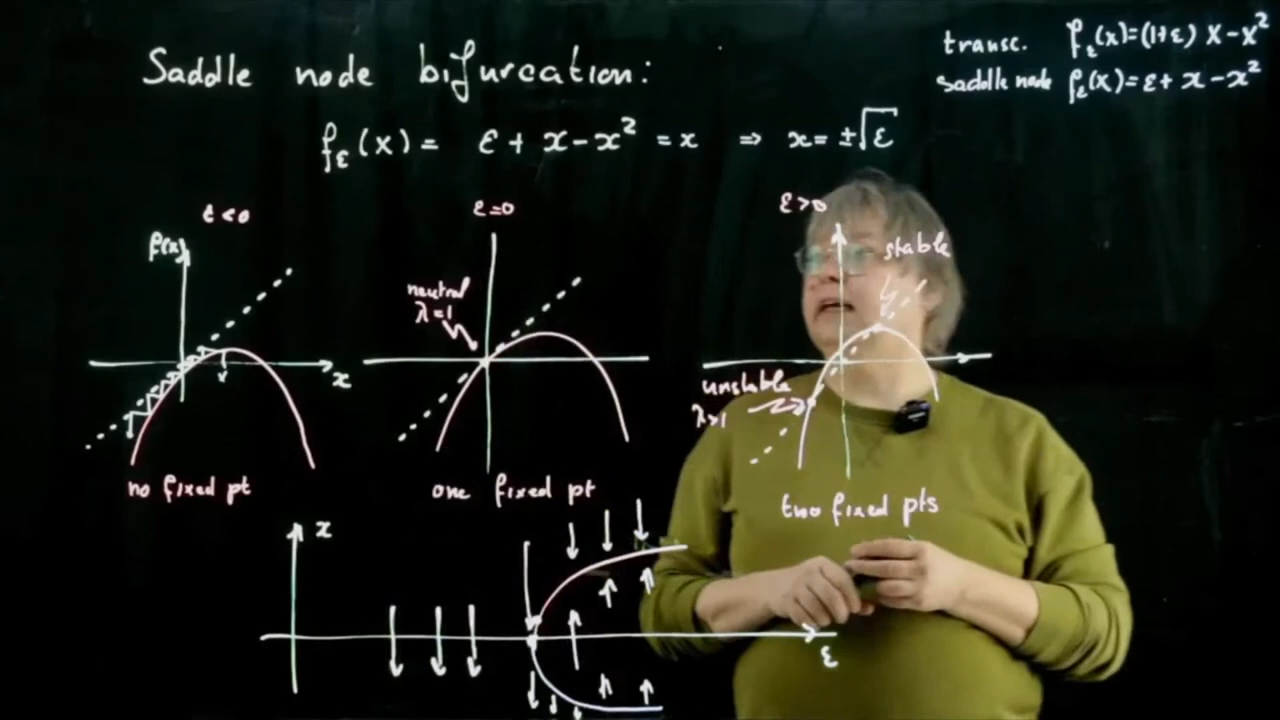 Saddle node bifurcation:
transc. f_ε(x)=(1+ε) x-x²
saddle node f_ε(x)=ε+ x-x²
f_ε(x)= ε+ x-x² = x ⇒ x=±√ε
ε<0
ε=0
ε>0
f(x)
x
x
neutral
λ=1
stable
unstable
λ>1
no fixed pt
one fixed pt
two fixed pts
x
ε